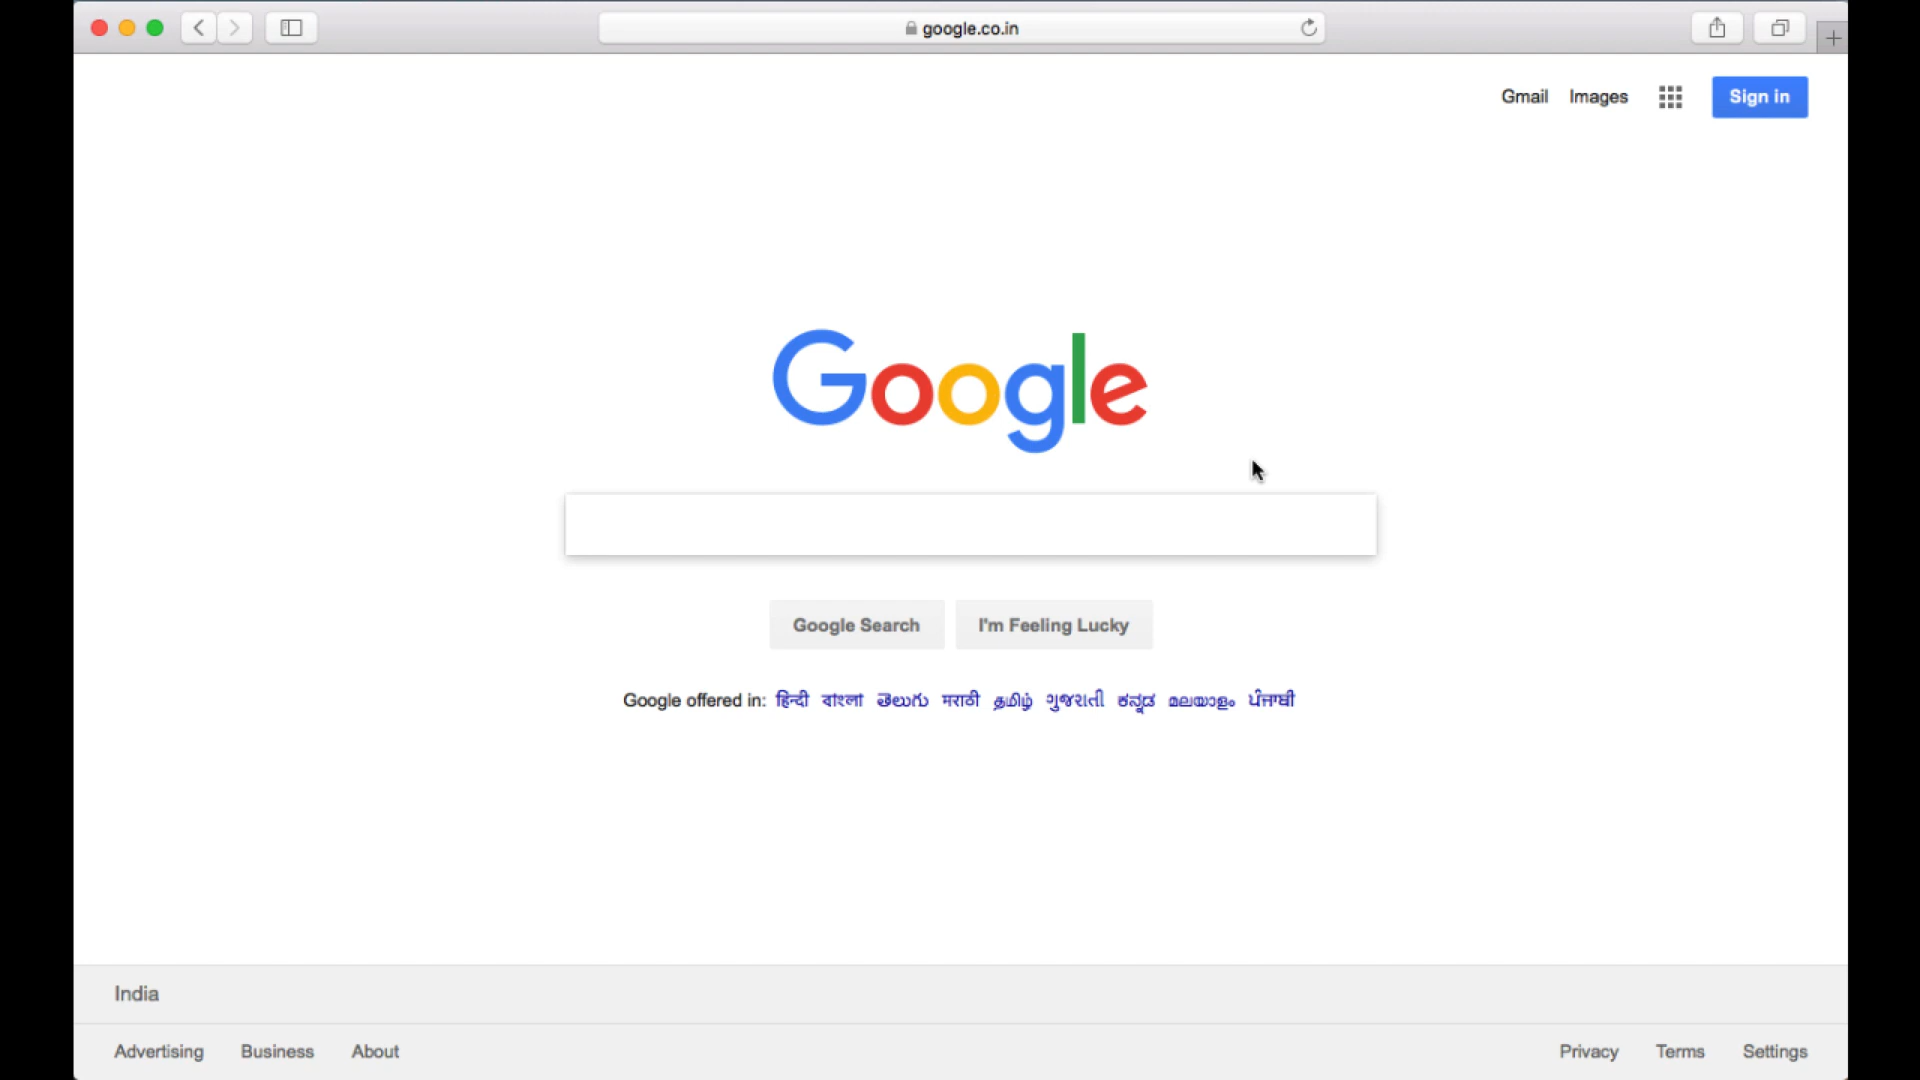 google.co.in
Gmail Images Sign in
Google
Google Search I'm Feeling Lucky
Google offered in: हिन्दी বাংলা తెలుగు मराठी தமிழ் ગુજરાતી ಕನ್ನಡ മലയാളം ਪੰਜਾਬੀ
India
Advertising Business About Privacy Terms Settings